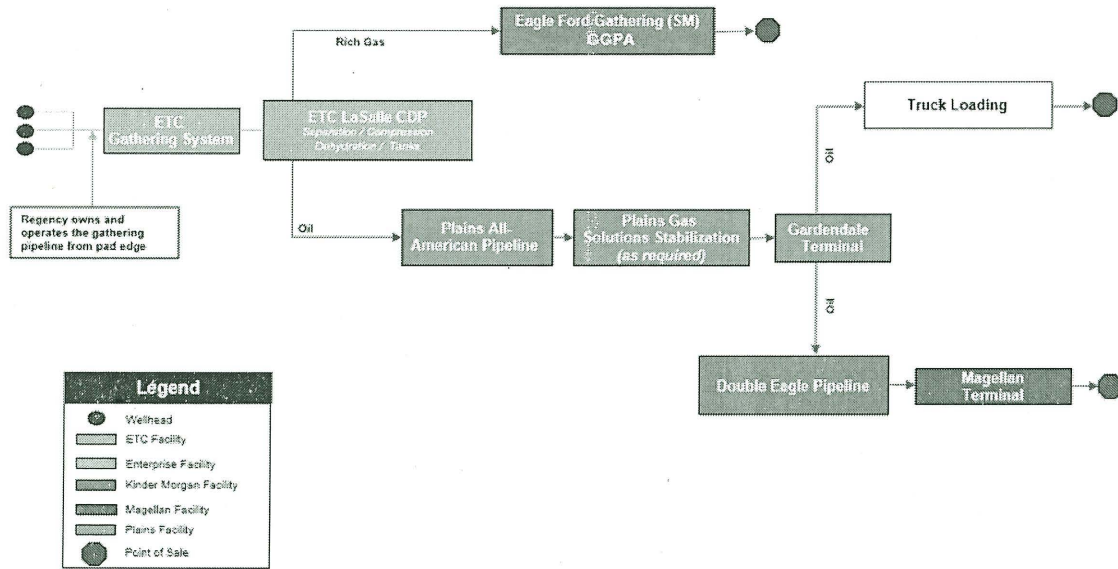 Eagle Ford Gathering (SM)
GGPA
Rich Gas
Truck Loading
ETC
Gathering System
ETC LaSalle CDP
Separation / Compression
Dehydration / Tanks
Oil
Regency owns and
operates the gathering
pipeline from pad edge
Oil
Plains All-
American Pipeline
Plains Gas
Solutions Stabilization
(as required)
Gardendale
Terminal
Oil
Double Eagle Pipeline
Magellan
Terminal
Légend
Wellhead
ETC Facility
Enterprise Facility
Kinder Morgan Facility
Magellan Facility
Plains Facility
Point of Sale